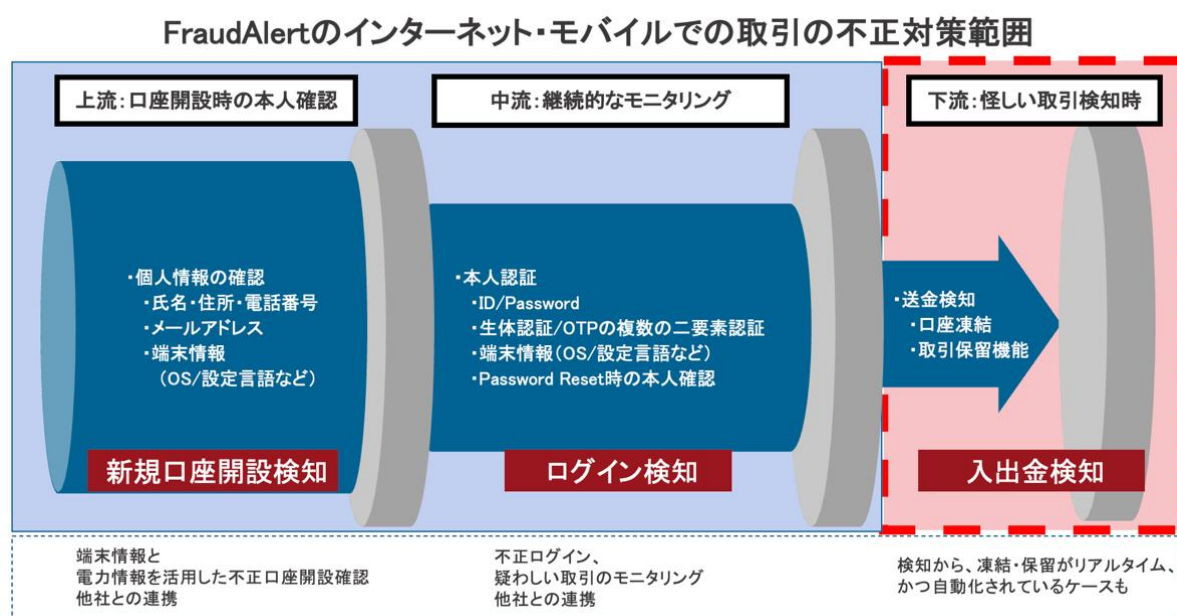 FraudAlertのインターネット・モバイルでの取引の不正対策範囲
上流：口座開設時の本人確認
・個人情報の確認
・氏名・住所・電話番号
・メールアドレス
・端末情報
（OS/設定言語など）
新規口座開設検知
端末情報と
電力情報を活用した不正口座開設確認
他社との連携
中流：継続的なモニタリング
・本人認証
・ID/Password
・生体認証/OTPの複数の二要素認証
・端末情報（OS/設定言語など）
・Password Reset時の本人確認
ログイン検知
不正ログイン、
疑わしい取引のモニタリング
他社との連携
下流：怪しい取引検知時
・送金検知
・口座凍結
・取引保留機能
入出金検知
検知から、凍結・保留がリアルタイム、
かつ自動化されているケースも